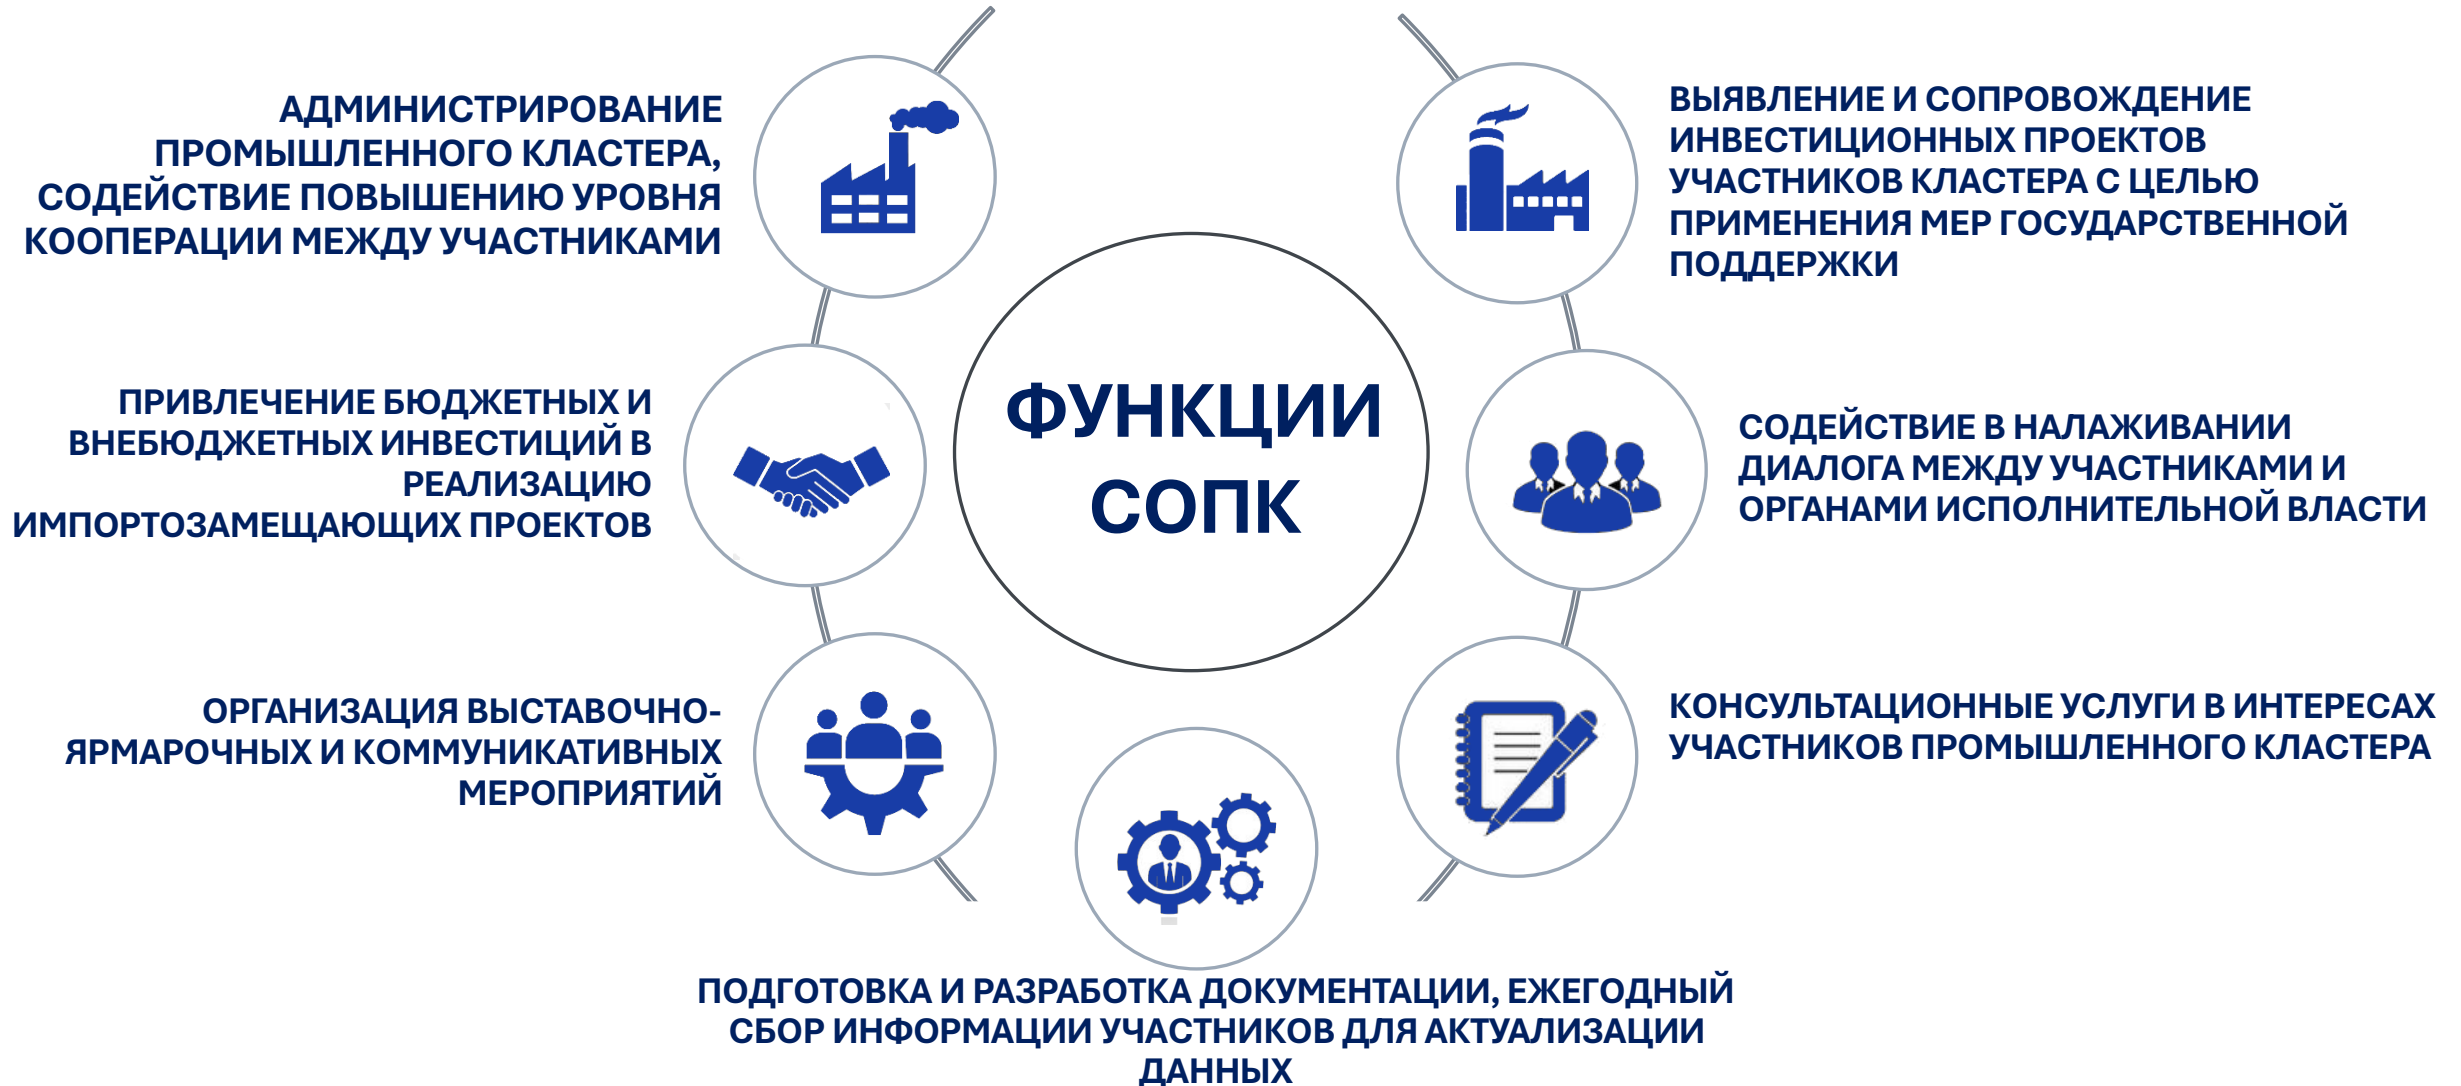 АДМИНИСТРИРОВАНИЕ
ПРОМЫШЛЕННОГО КЛАСТЕРА,
СОДЕЙСТВИЕ ПОВЫШЕНИЮ УРОВНЯ
КООПЕРАЦИИ МЕЖДУ УЧАСТНИКАМИ
ПРИВЛЕЧЕНИЕ БЮДЖЕТНЫХ И
ВНЕБЮДЖЕТНЫХ ИНВЕСТИЦИЙ В
РЕАЛИЗАЦИЮ
ИМПОРТОЗАМЕЩАЮЩИХ ПРОЕКТОВ
ОРГАНИЗАЦИЯ ВЫСТАВОЧНО-
ЯРМАРОЧНЫХ И КОММУНИКАТИВНЫХ
МЕРОПРИЯТИЙ
ФУНКЦИИ
СОПК
ВЫЯВЛЕНИЕ И СОПРОВОЖДЕНИЕ
ИНВЕСТИЦИОННЫХ ПРОЕКТОВ
УЧАСТНИКОВ КЛАСТЕРА С ЦЕЛЬЮ
ПРИМЕНЕНИЯ МЕР ГОСУДАРСТВЕННОЙ
ПОДДЕРЖКИ
СОДЕЙСТВИЕ В НАЛАЖИВАНИИ
ДИАЛОГА МЕЖДУ УЧАСТНИКАМИ И
ОРГАНАМИ ИСПОЛНИТЕЛЬНОЙ ВЛАСТИ
КОНСУЛЬТАЦИОННЫЕ УСЛУГИ В ИНТЕРЕСАХ
УЧАСТНИКОВ ПРОМЫШЛЕННОГО КЛАСТЕРА
ПОДГОТОВКА И РАЗРАБОТКА ДОКУМЕНТАЦИИ, ЕЖЕГОДНЫЙ
СБОР ИНФОРМАЦИИ УЧАСТНИКОВ ДЛЯ АКТУАЛИЗАЦИИ
ДАННЫХ